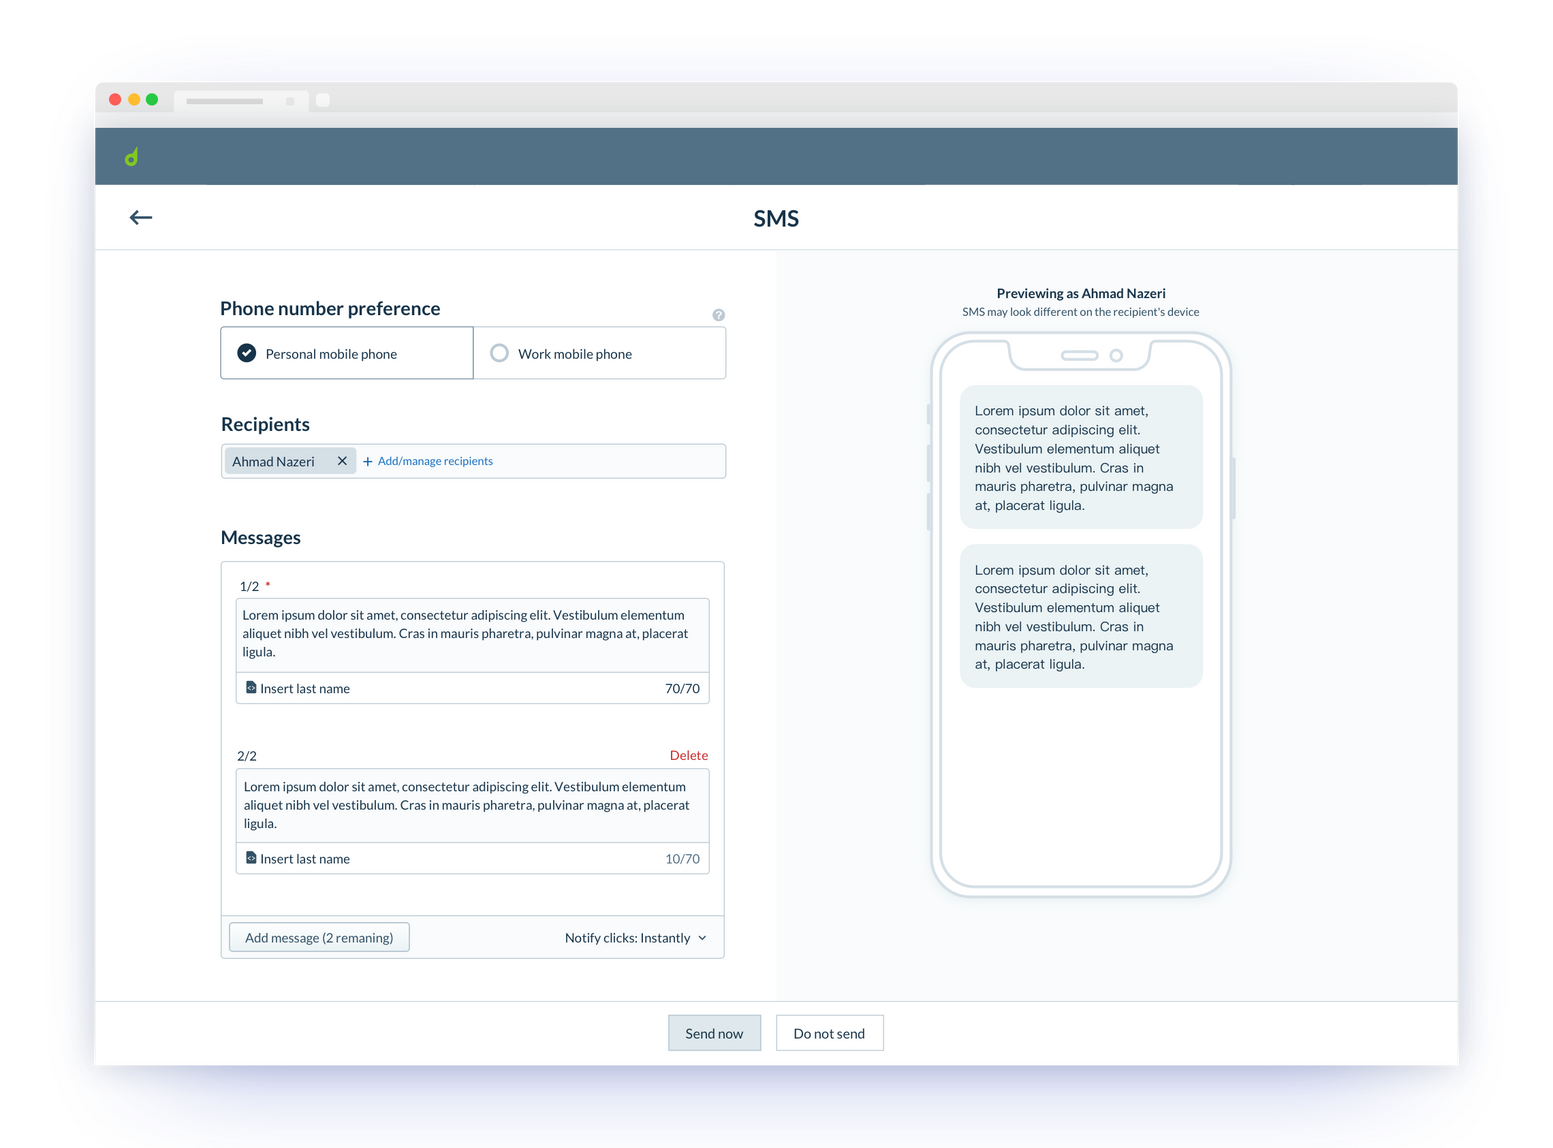 SMS
Phone number preference
?
Personal mobile phone
Work mobile phone
Recipients
Ahmad Nazeri
+ Add/manage recipients
Messages
1/2 *
Lorem ipsum dolor sit amet, consectetur adipiscing elit. Vestibulum elementum
aliquet nibh vel vestibulum. Cras in mauris pharetra, pulvinar magna at, placerat
ligula.
Insert last name
70/70
2/2
Delete
Lorem ipsum dolor sit amet, consectetur adipiscing elit. Vestibulum elementum
aliquet nibh vel vestibulum. Cras in mauris pharetra, pulvinar magna at, placerat
ligula.
Insert last name
10/70
Add message (2 remaning)
Notify clicks: Instantly
Previewing as Ahmad Nazeri
SMS may look different on the recipient's device
Lorem ipsum dolor sit amet,
consectetur adipiscing elit.
Vestibulum elementum aliquet
nibh vel vestibulum. Cras in
mauris pharetra, pulvinar magna
at, placerat ligula.
Lorem ipsum dolor sit amet,
consectetur adipiscing elit.
Vestibulum elementum aliquet
nibh vel vestibulum. Cras in
mauris pharetra, pulvinar magna
at, placerat ligula.
Send now
Do not send